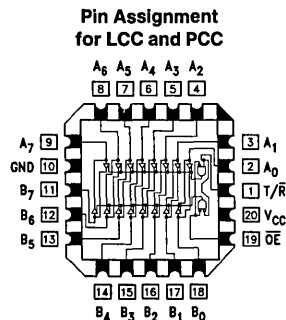 Pin Assignment
for LCC and PCC
A6 A5 A4 A3 A2
8 7 6 5 4
A7 9
GND 10
B7 11
B6 12
B5 13
3 A1
2 A0
1 T/R̅
20 VCC
19 O̅E̅
14 15 16 17 18
B4 B3 B2 B1 B0